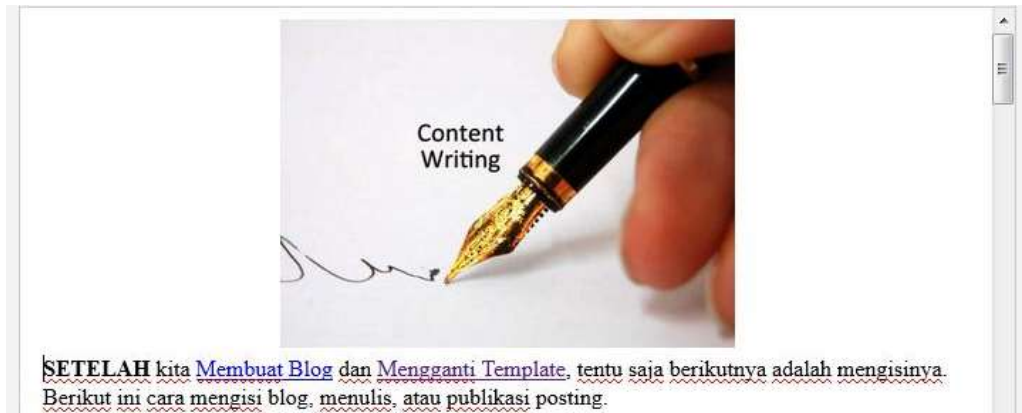 Content
Writing
SETELAH kita Membuat Blog dan Mengganti Template, tentu saja berikutnya adalah mengisinya.
Berikut ini cara mengisi blog, menulis, atau publikasi posting.